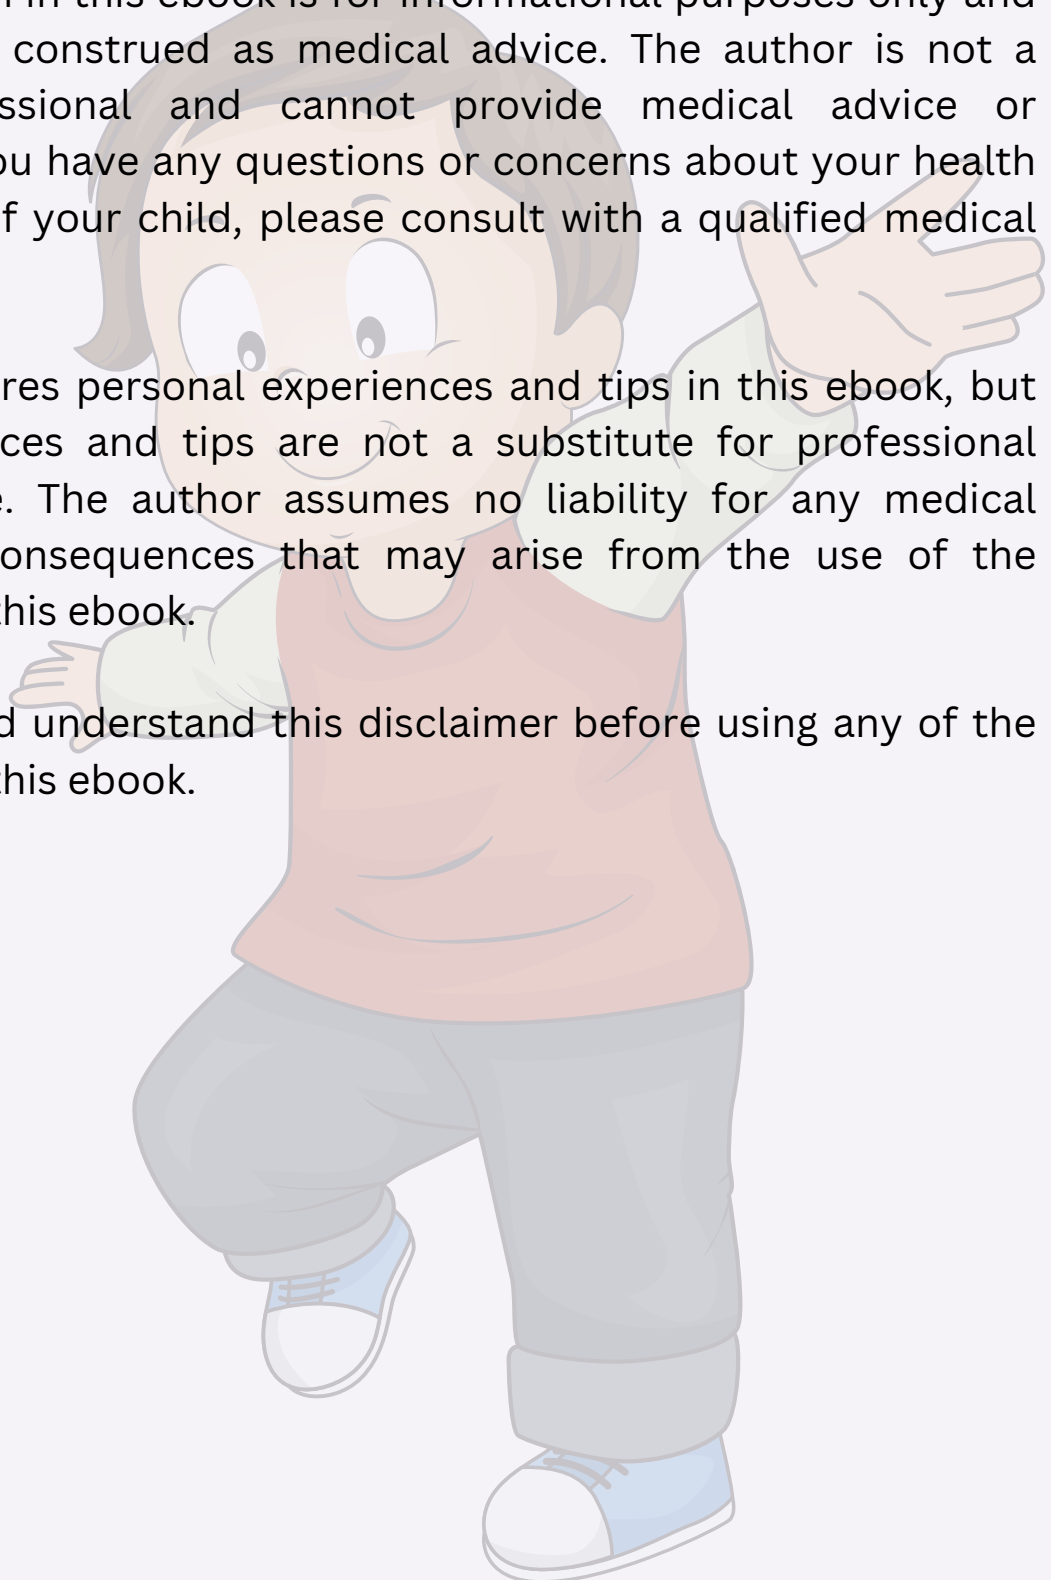 in this ebook is for informational purposes only and
construed as medical advice. The author is not a
ssional and cannot provide medical advice or
ou have any questions or concerns about your health
f your child, please consult with a qualified medical
res personal experiences and tips in this ebook, but
ces and tips are not a substitute for professional
e. The author assumes no liability for any medical
onsequences that may arise from the use of the
this ebook.
d understand this disclaimer before using any of the
this ebook.